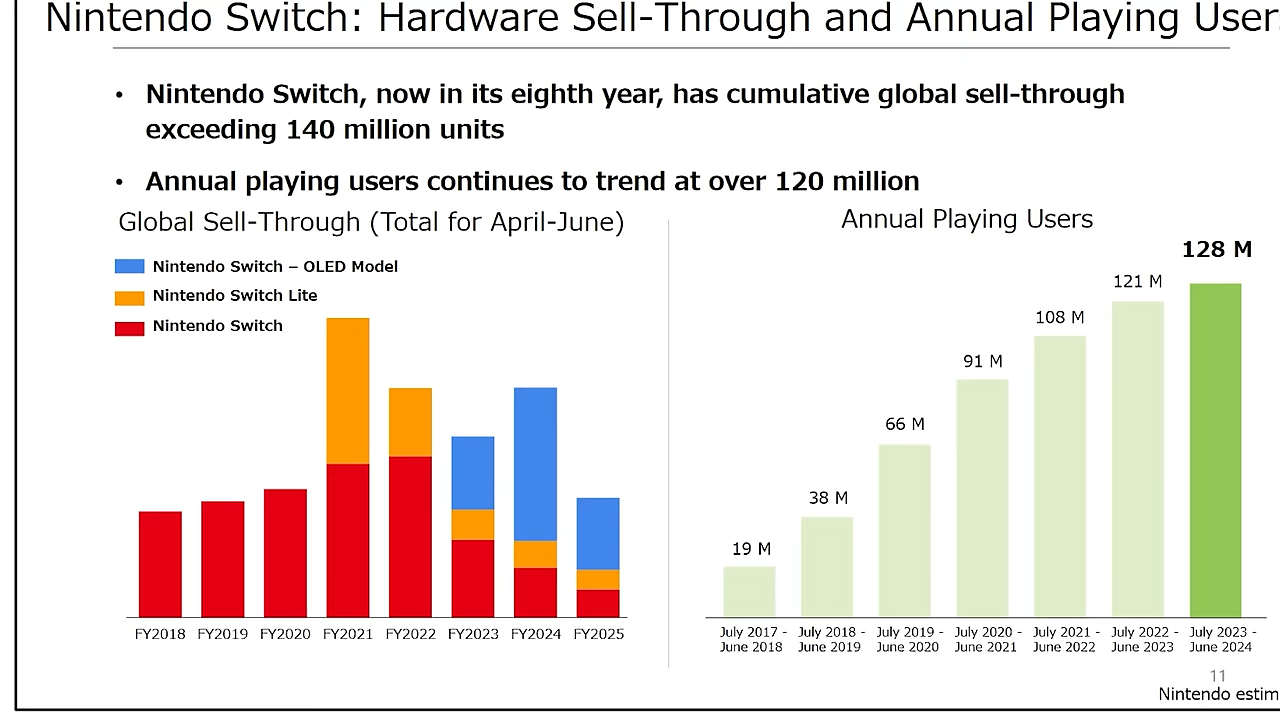 Nintendo Switch: Hardware Sell-Through and Annual Playing User
• Nintendo Switch, now in its eighth year, has cumulative global sell-through
exceeding 140 million units
• Annual playing users continues to trend at over 120 million
Global Sell-Through (Total for April-June)
Nintendo Switch – OLED Model
Nintendo Switch Lite
Nintendo Switch
FY2018 FY2019 FY2020 FY2021 FY2022 FY2023 FY2024 FY2025
Annual Playing Users
128 M
121 M
108 M
91 M
66 M
38 M
19 M
July 2017 - July 2018 - July 2019 - July 2020 - July 2021 - July 2022 - July 2023 -
June 2018 June 2019 June 2020 June 2021 June 2022 June 2023 June 2024
11
Nintendo estim